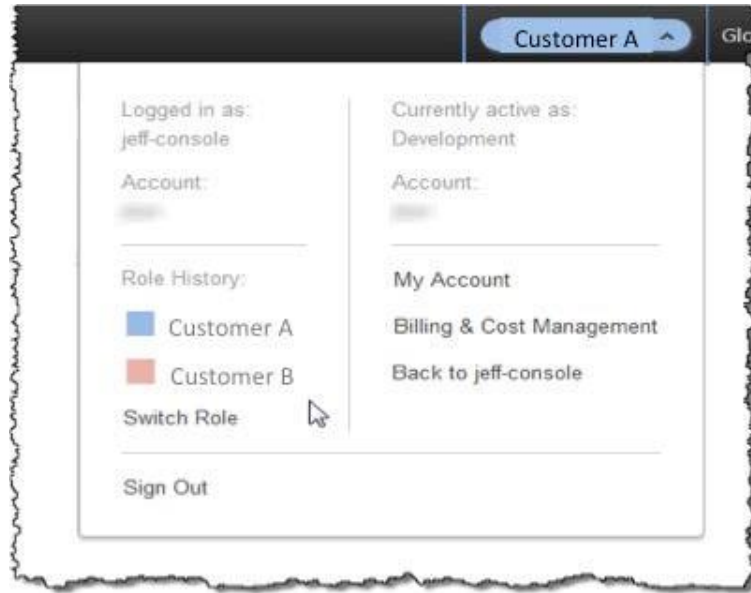 Customer A
Logged in as:
jeff-console
Account:
Currently active as:
Development
Account:
Role History:
Customer A
Customer B
Switch Role
My Account
Billing & Cost Management
Back to jeff-console
Sign Out